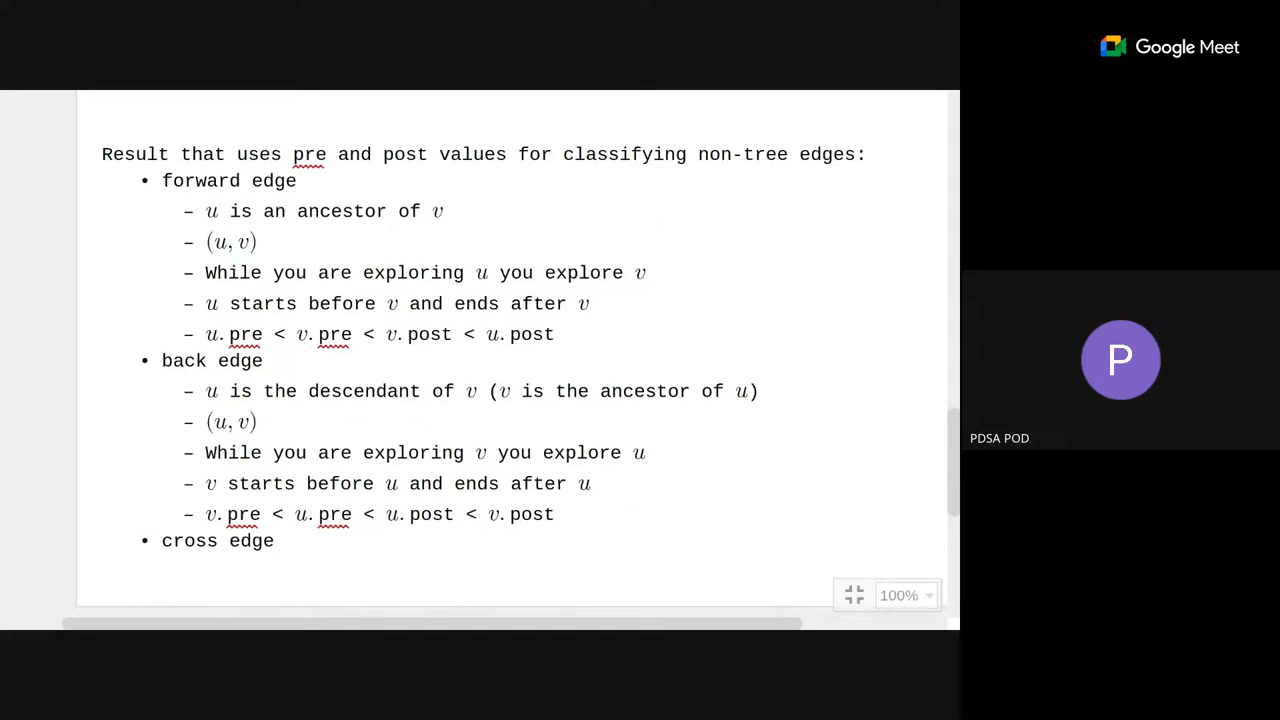 Google Meet
Result that uses pre and post values for classifying non-tree edges:
• forward edge
– u is an ancestor of v
– (u, v)
– While you are exploring u you explore v
– u starts before v and ends after v
– u.pre < v.pre < v.post < u.post
• back edge
– u is the descendant of v (v is the ancestor of u)
– (u, v)
– While you are exploring v you explore u
– v starts before u and ends after u
– v.pre < u.pre < u.post < v.post
• cross edge
100%
P
PDSA POD